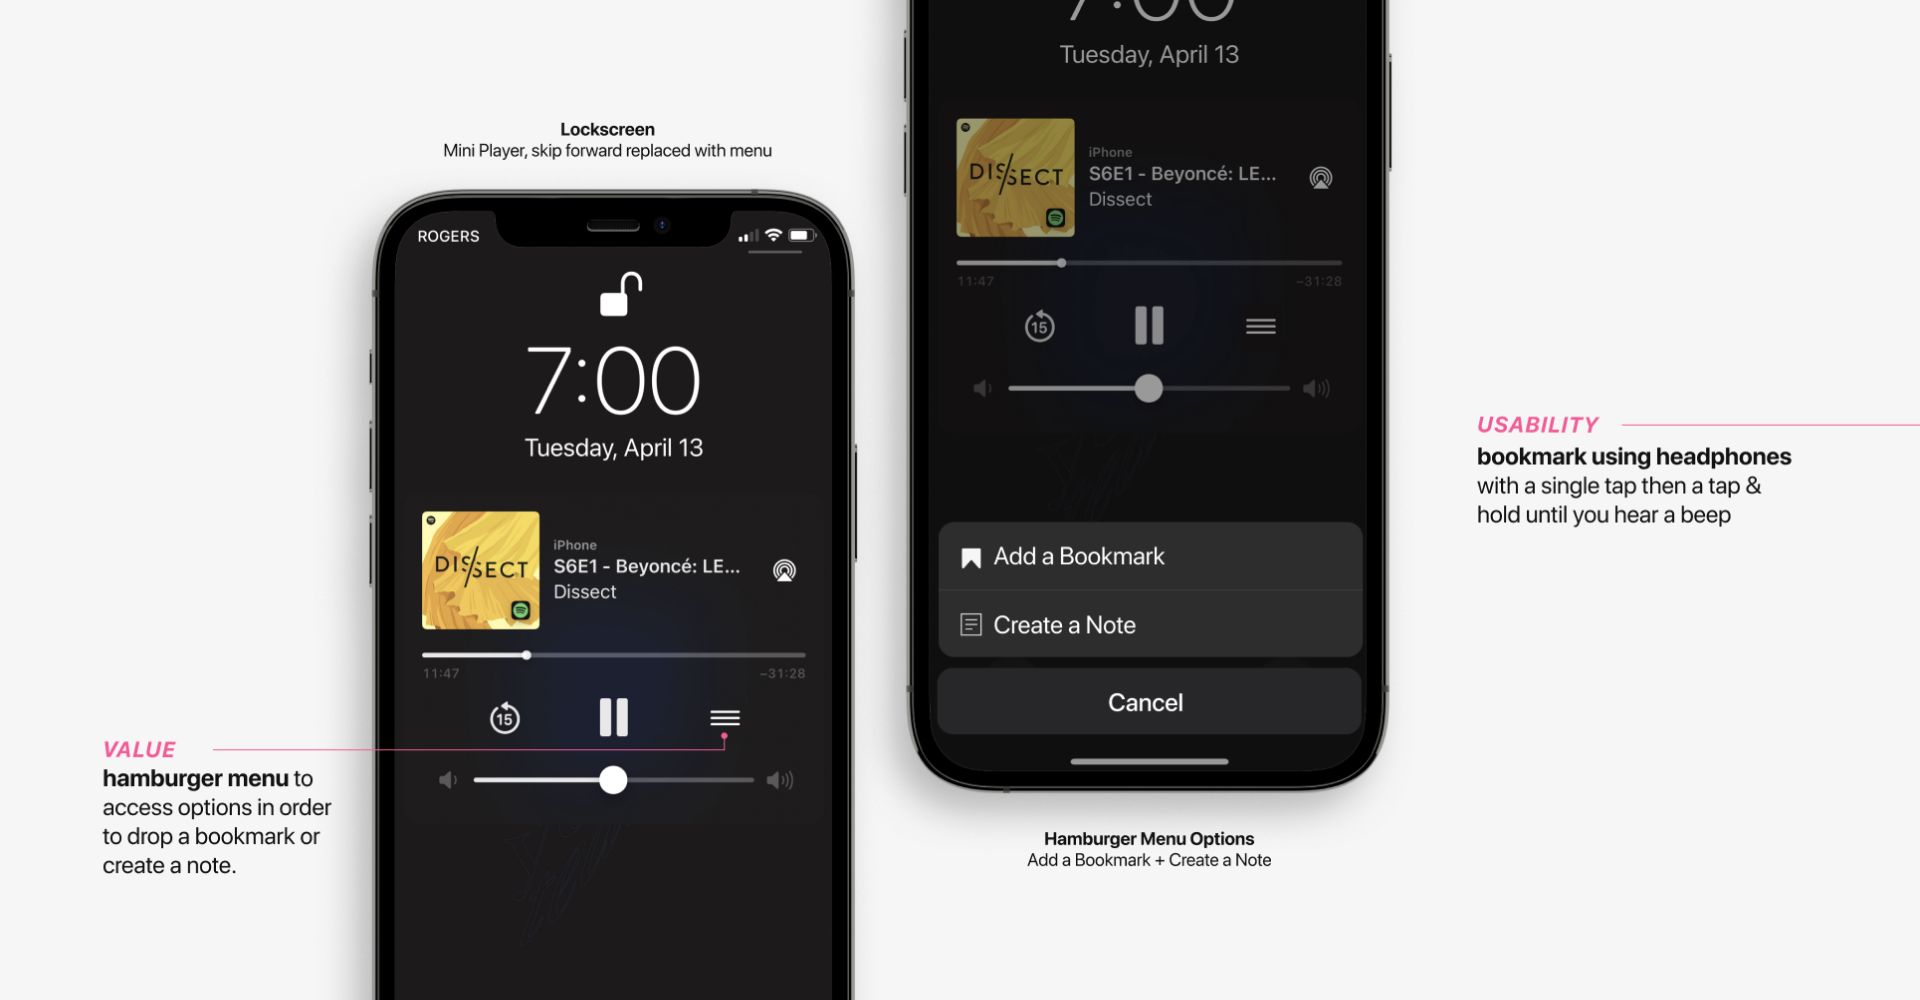 Lockscreen
Mini Player, skip forward replaced with menu
ROGERS
7:00
Tuesday, April 13
DISSECT
iPhone
S6E1 - Beyoncé: LE...
Dissect
11:47
−31:28
15
VALUE
hamburger menu to
access options in order
to drop a bookmark or
create a note.
7:00
Tuesday, April 13
DISSECT
iPhone
S6E1 - Beyoncé: LE...
Dissect
11:47
−31:28
15
Add a Bookmark
Create a Note
Cancel
Hamburger Menu Options
Add a Bookmark + Create a Note
USABILITY
bookmark using headphones
with a single tap then a tap &
hold until you hear a beep